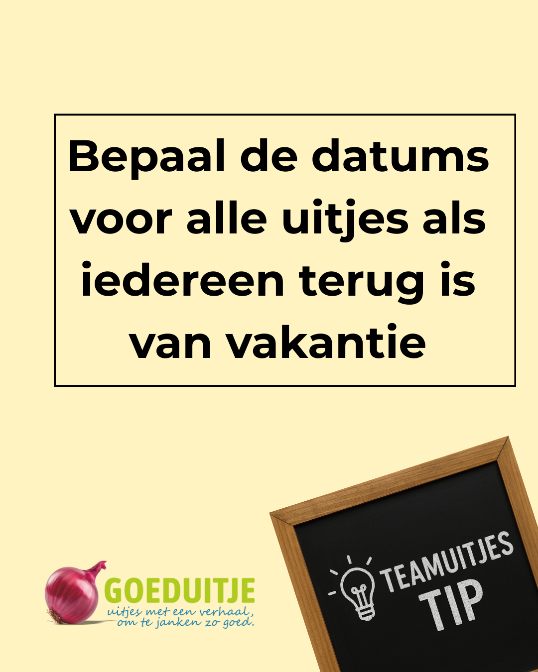 Bepaal de datums
voor alle uitjes als
iedereen terug is
van vakantie
TEAMUITJES
TIP
GOEDUITJE
uitjes met een verhaal,
om te janken zo goed.